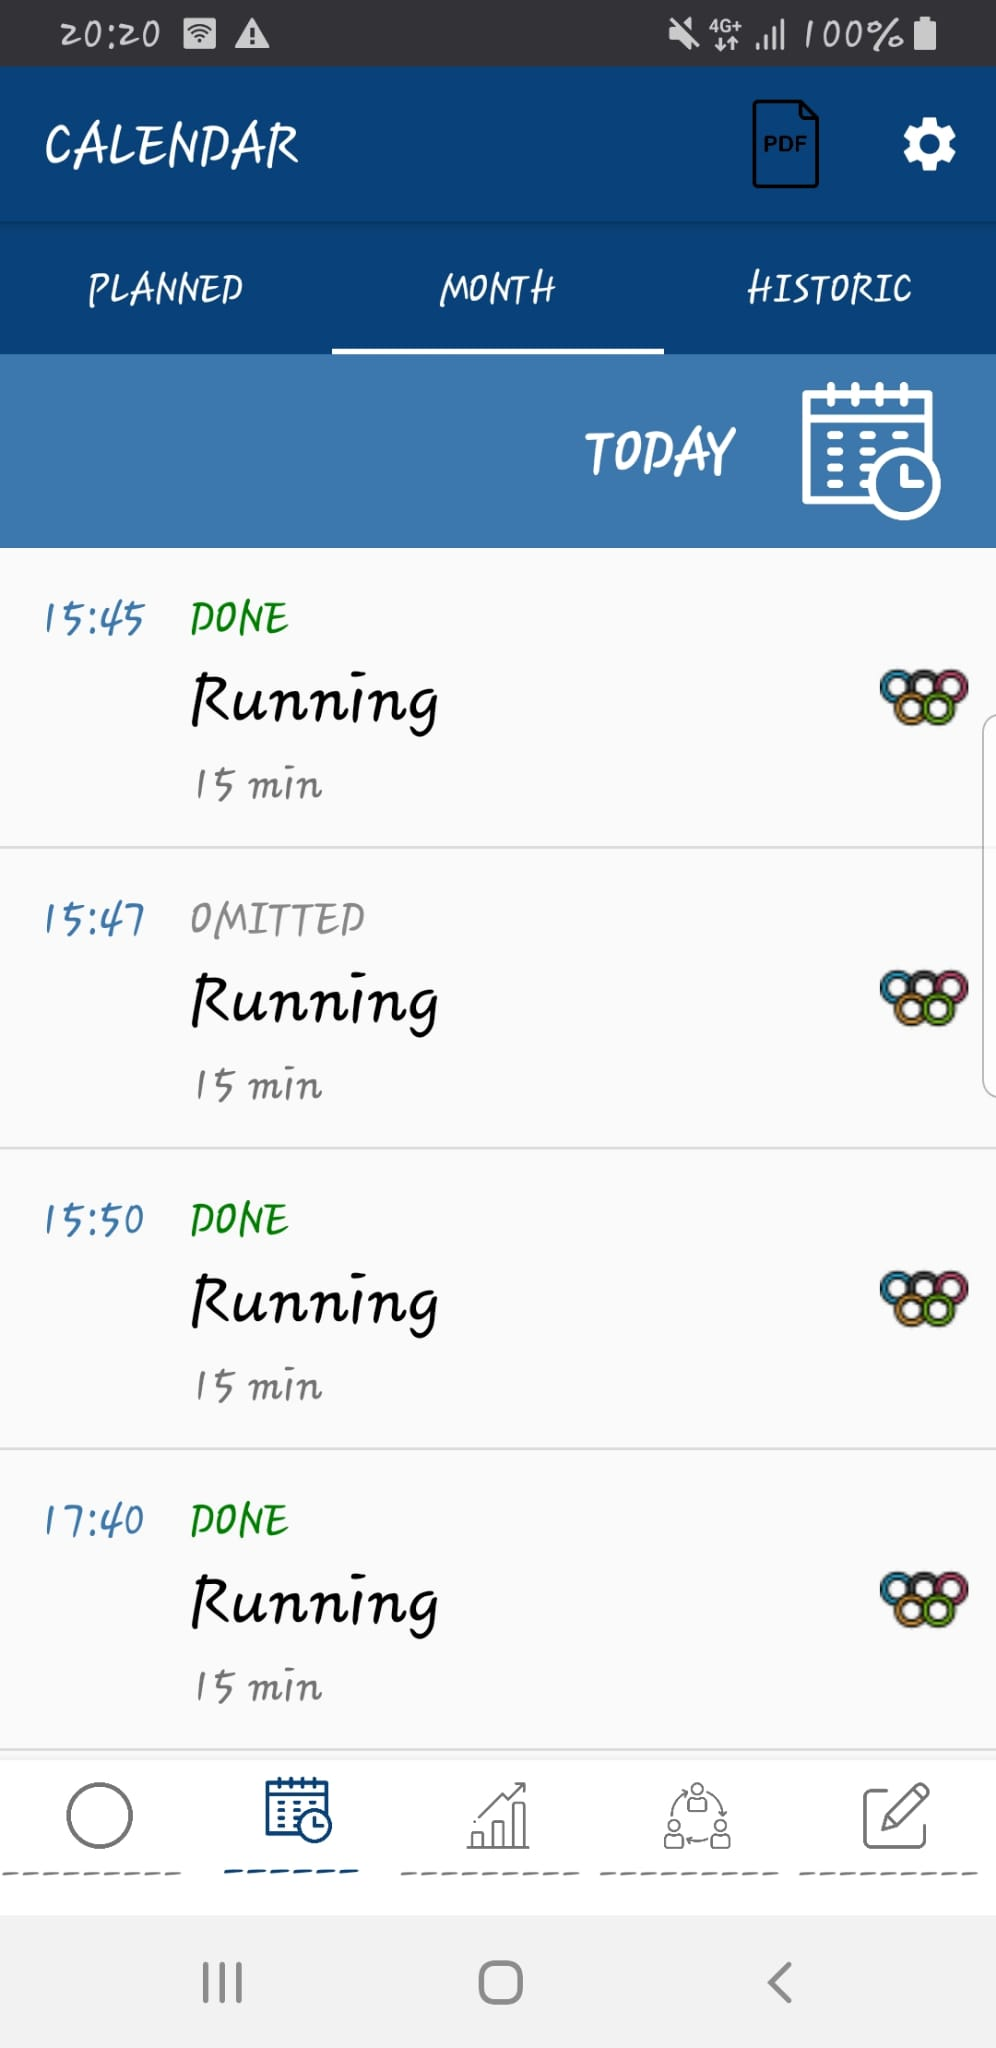 20:20 4G+ 100%
CALENDAR PDF
PLANNED MONTH HISTORIC
TODAY
15:45 DONE
Running
15 min
15:47 OMITTED
Running
15 min
15:50 DONE
Running
15 min
17:40 DONE
Running
15 min